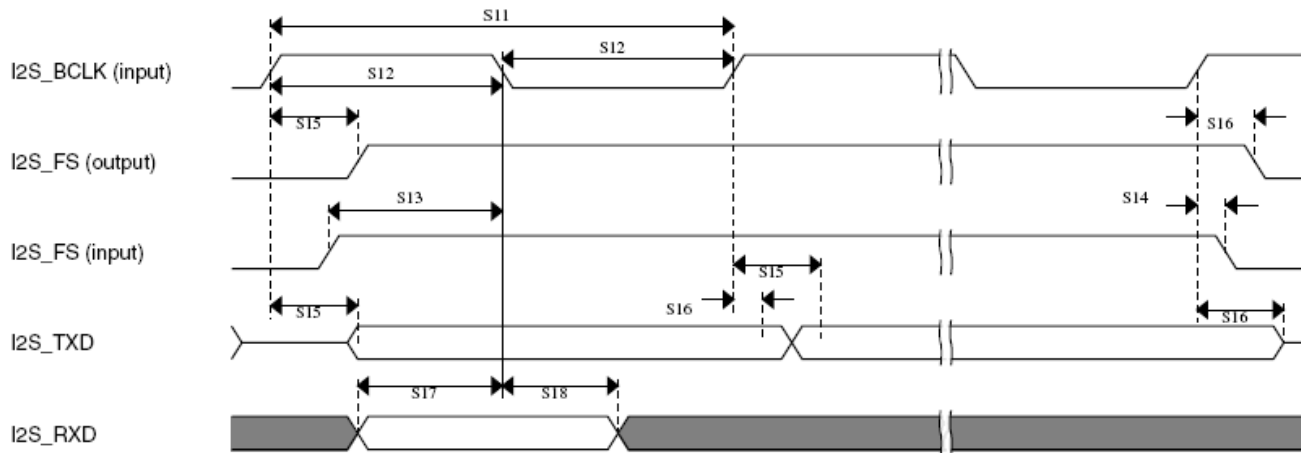 S11
I2S_BCLK (input)
S12
S12
S15
S16
I2S_FS (output)
S13
S14
I2S_FS (input)
S15
S15
S16
S16
I2S_TXD
S17
S18
I2S_RXD